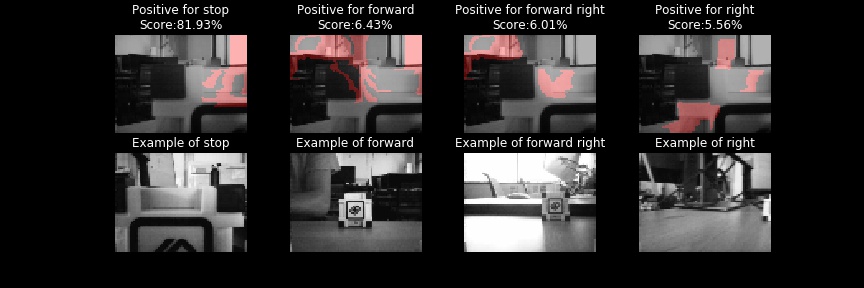 Positive for stop
Score:81.93%
Positive for forward
Score:6.43%
Positive for forward right
Score:6.01%
Positive for right
Score:5.56%
Example of stop
Example of forward
Example of forward right
Example of right